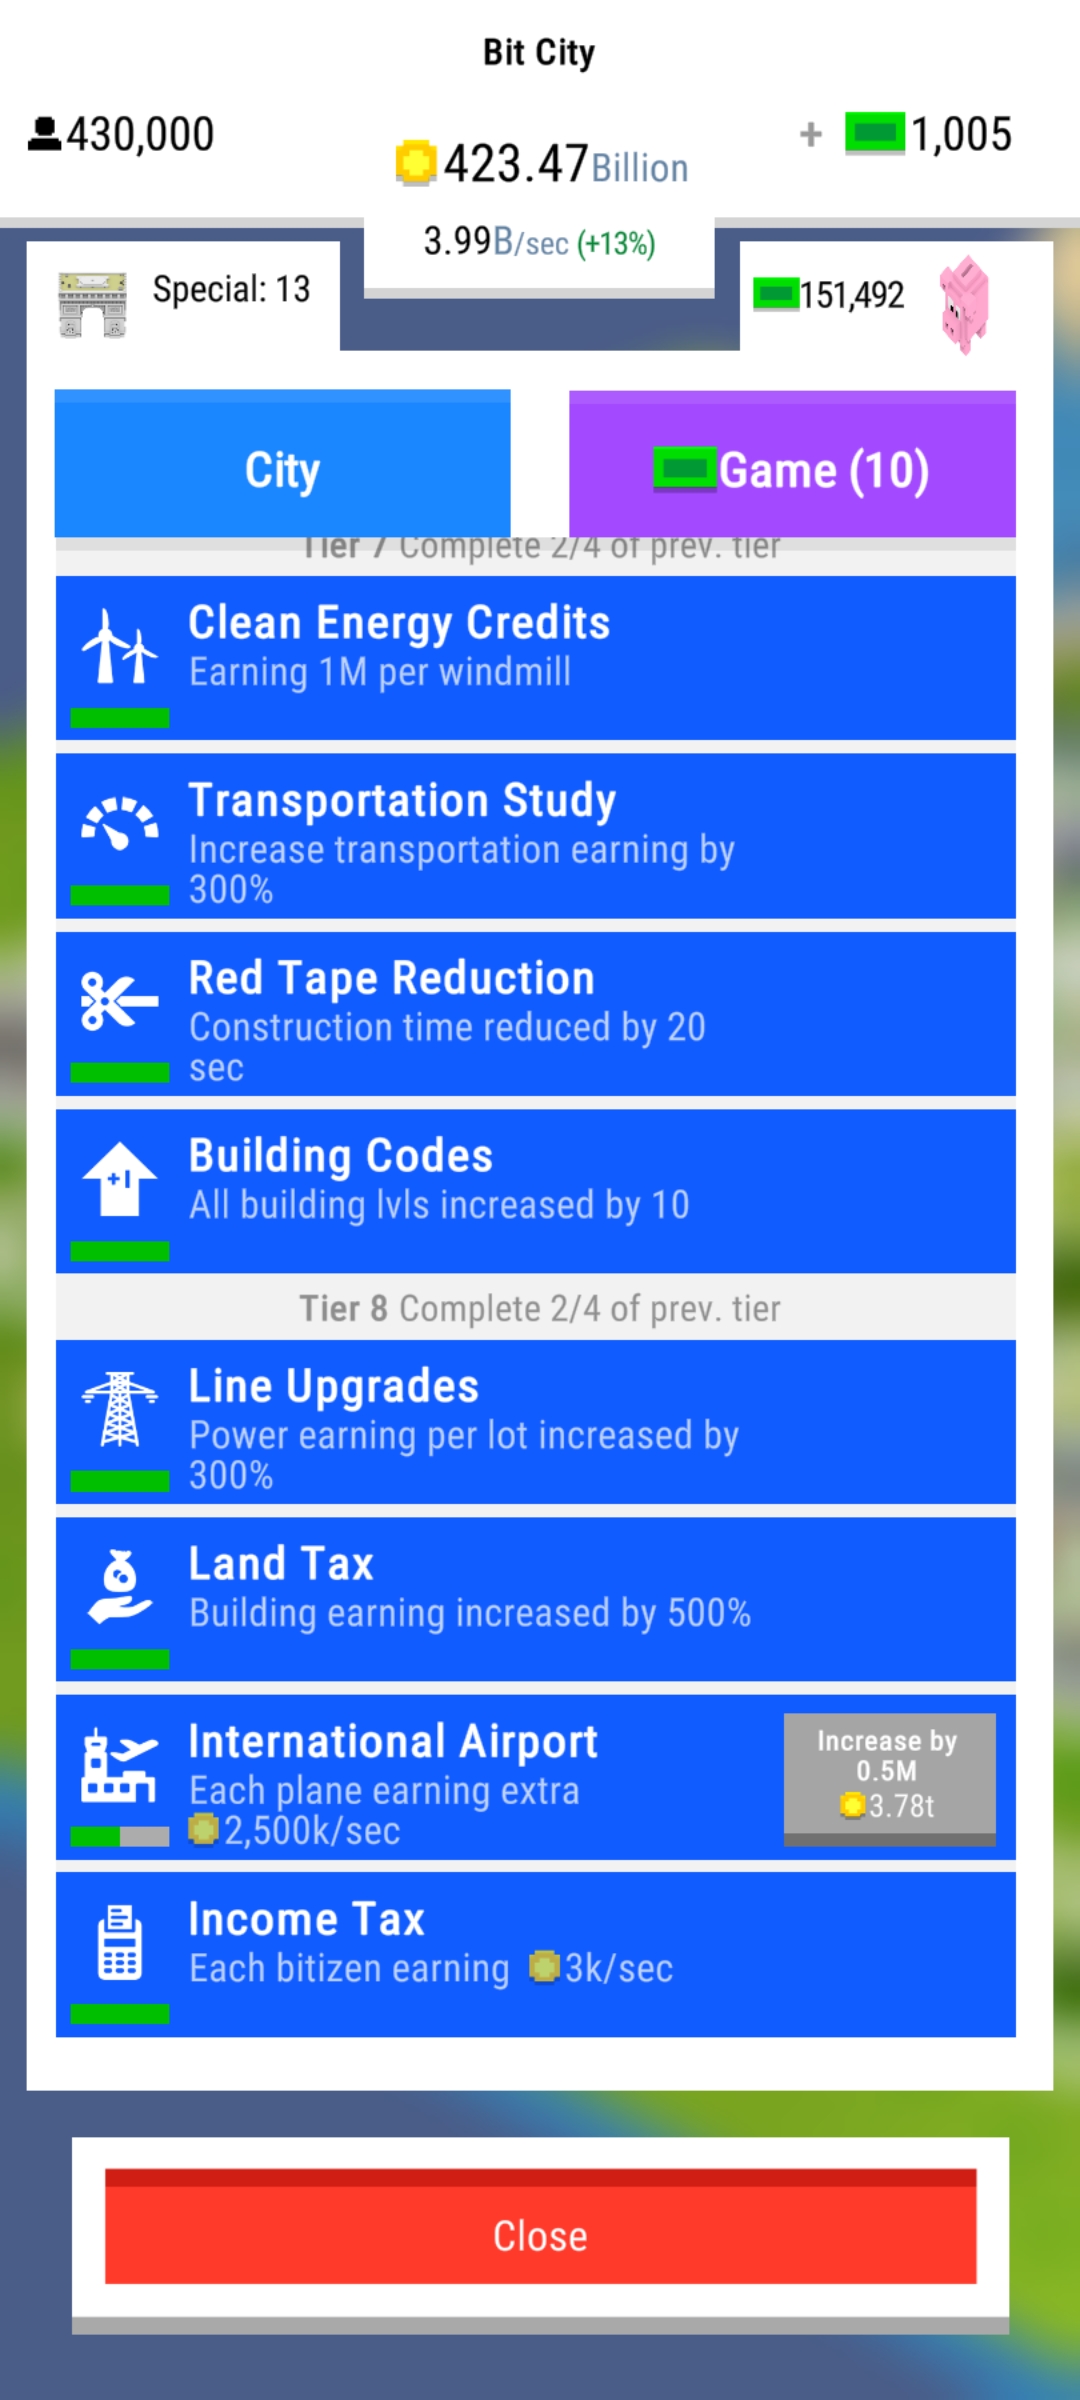 Bit City
430,000
423.47Billion
+ 1,005
3.99B/sec (+13%)
Special: 13
151,492
City
Game (10)
Tier 7 Complete 2/4 of prev. tier
Clean Energy Credits
Earning 1M per windmill
Transportation Study
Increase transportation earning by
300%
Red Tape Reduction
Construction time reduced by 20
sec
+1
Building Codes
All building lvls increased by 10
Tier 8 Complete 2/4 of prev. tier
Line Upgrades
Power earning per lot increased by
300%
Land Tax
Building earning increased by 500%
International Airport
Each plane earning extra
2,500k/sec
Increase by
0.5M
3.78t
Income Tax
Each bitizen earning 3k/sec
Close